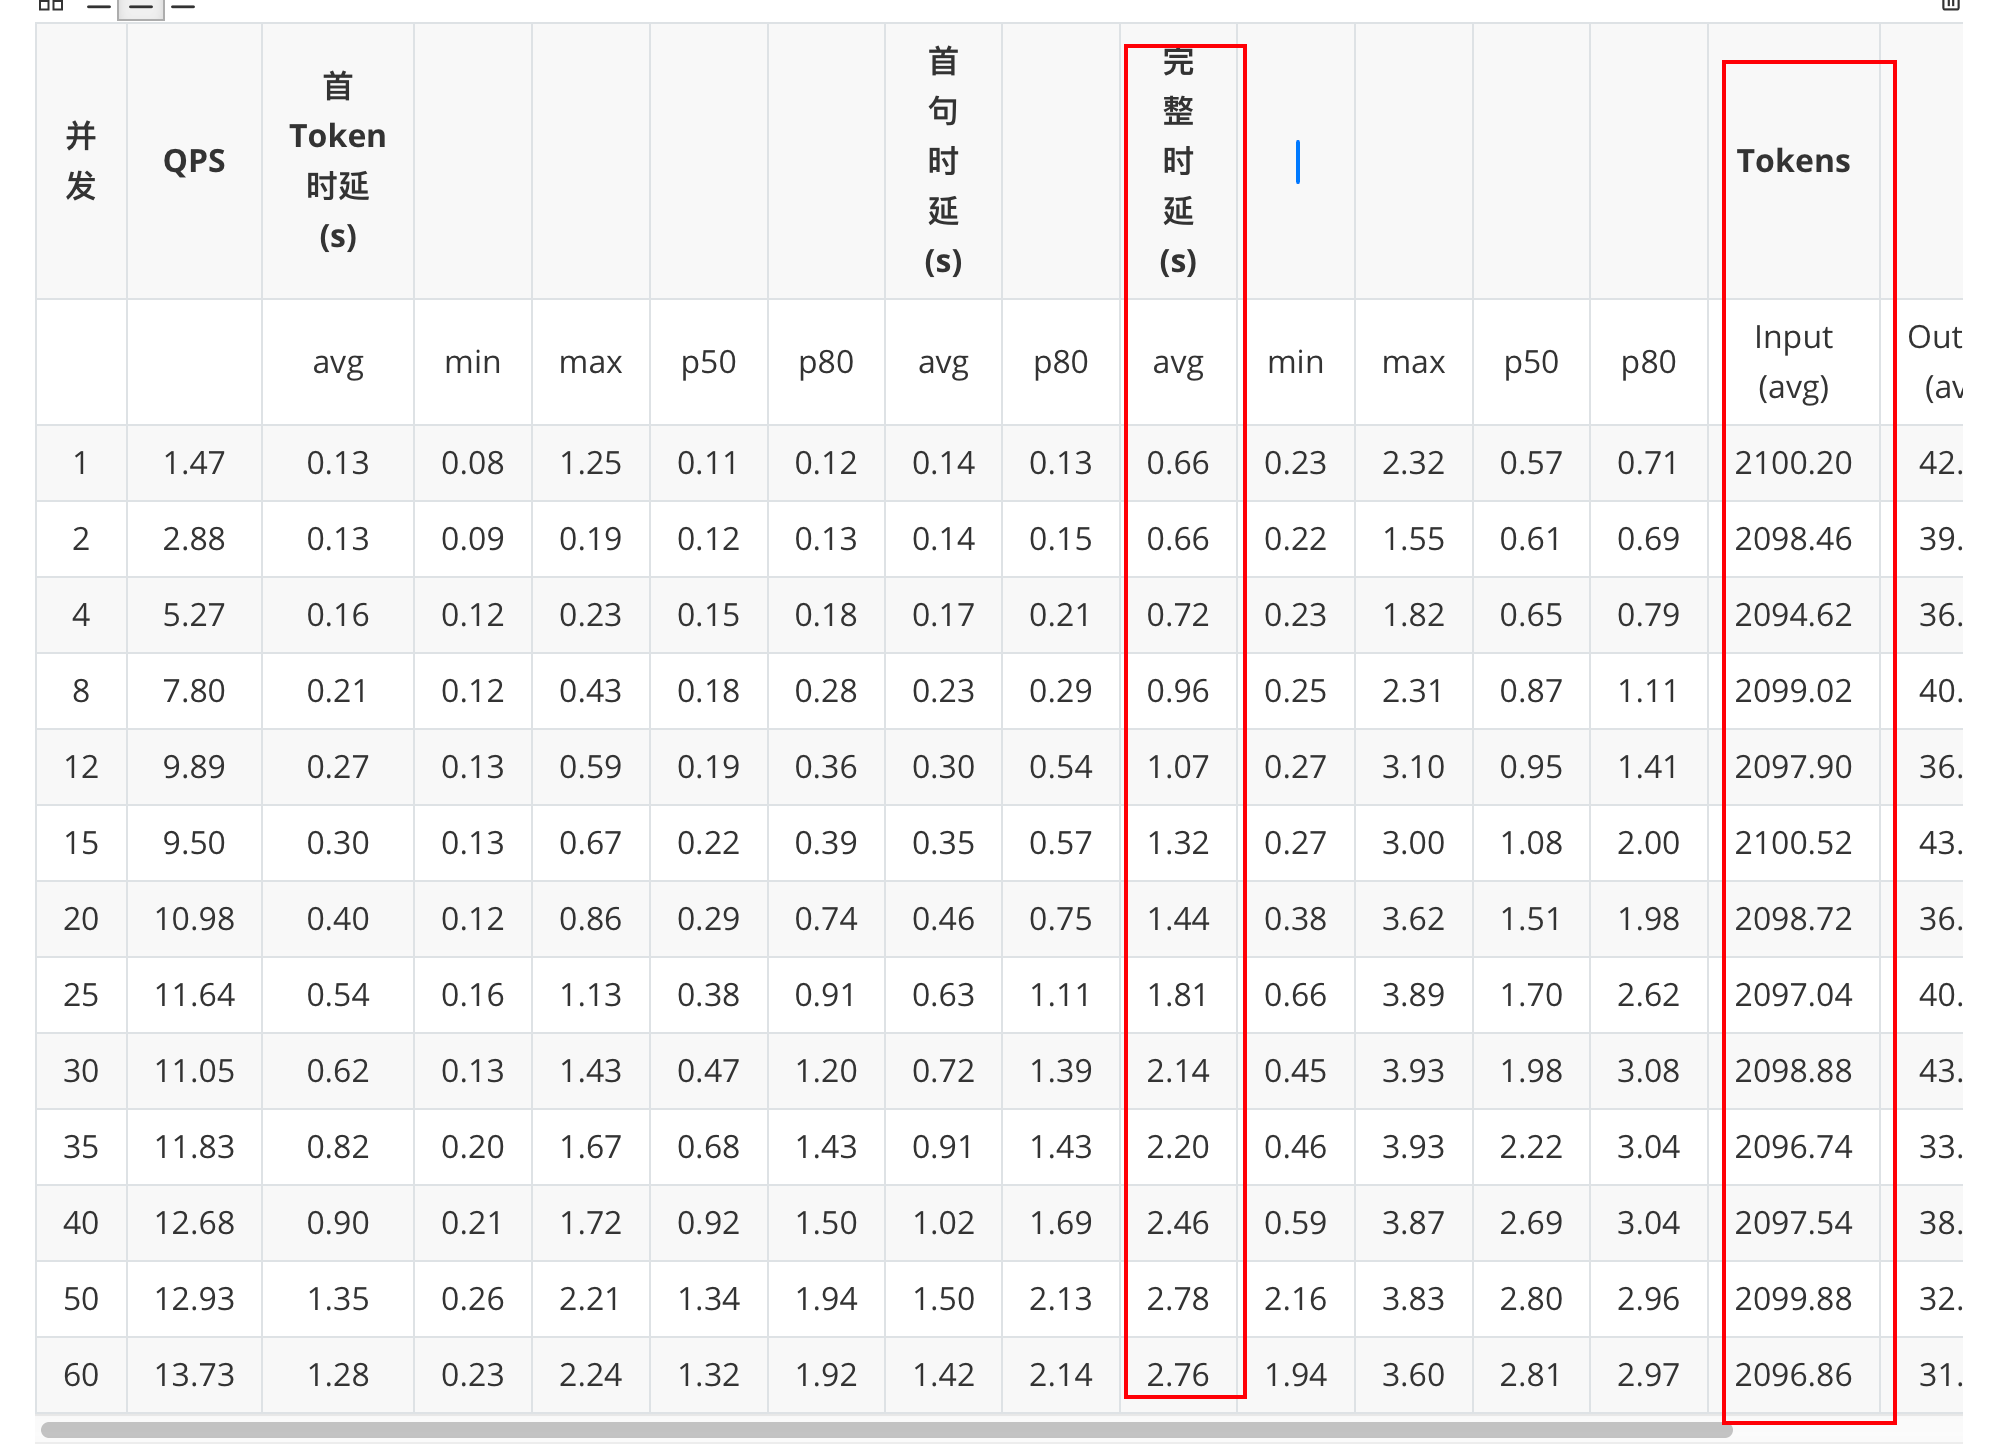 并发 QPS 首Token时延(s) 首句时延(s) 完整时延(s) Tokens
avg min max p50 p80 avg p80 avg min max p50 p80 Input (avg)
1 1.47 0.13 0.08 1.25 0.11 0.12 0.14 0.13 0.66 0.23 2.32 0.57 0.71 2100.20 42.
2 2.88 0.13 0.09 0.19 0.12 0.13 0.14 0.15 0.66 0.22 1.55 0.61 0.69 2098.46 39.
4 5.27 0.16 0.12 0.23 0.15 0.18 0.17 0.21 0.72 0.23 1.82 0.65 0.79 2094.62 36.
8 7.80 0.21 0.12 0.43 0.18 0.28 0.23 0.29 0.96 0.25 2.31 0.87 1.11 2099.02 40.
12 9.89 0.27 0.13 0.59 0.19 0.36 0.30 0.54 1.07 0.27 3.10 0.95 1.41 2097.90 36.
15 9.50 0.30 0.13 0.67 0.22 0.39 0.35 0.57 1.32 0.27 3.00 1.08 2.00 2100.52 43.
20 10.98 0.40 0.12 0.86 0.29 0.74 0.46 0.75 1.44 0.38 3.62 1.51 1.98 2098.72 36.
25 11.64 0.54 0.16 1.13 0.38 0.91 0.63 1.11 1.81 0.66 3.89 1.70 2.62 2097.04 40.
30 11.05 0.62 0.13 1.43 0.47 1.20 0.72 1.39 2.14 0.45 3.93 1.98 3.08 2098.88 43.
35 11.83 0.82 0.20 1.67 0.68 1.43 0.91 1.43 2.20 0.46 3.93 2.22 3.04 2096.74 33.
40 12.68 0.90 0.21 1.72 0.92 1.50 1.02 1.69 2.46 0.59 3.87 2.69 3.04 2097.54 38.
50 12.93 1.35 0.26 2.21 1.34 1.94 1.50 2.13 2.78 2.16 3.83 2.80 2.96 2099.88 32.
60 13.73 1.28 0.23 2.24 1.32 1.92 1.42 2.14 2.76 1.94 3.60 2.81 2.97 2096.86 31.